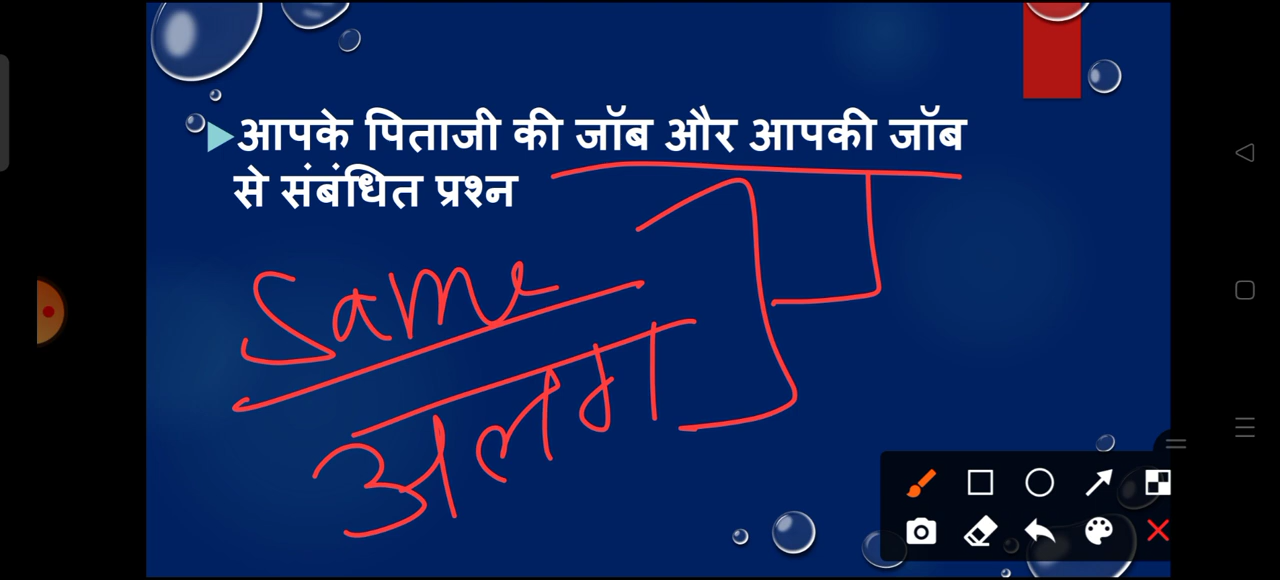 आपके पिताजी की जॉब और आपकी जॉब
से संबंधित प्रश्न
Same
अलग